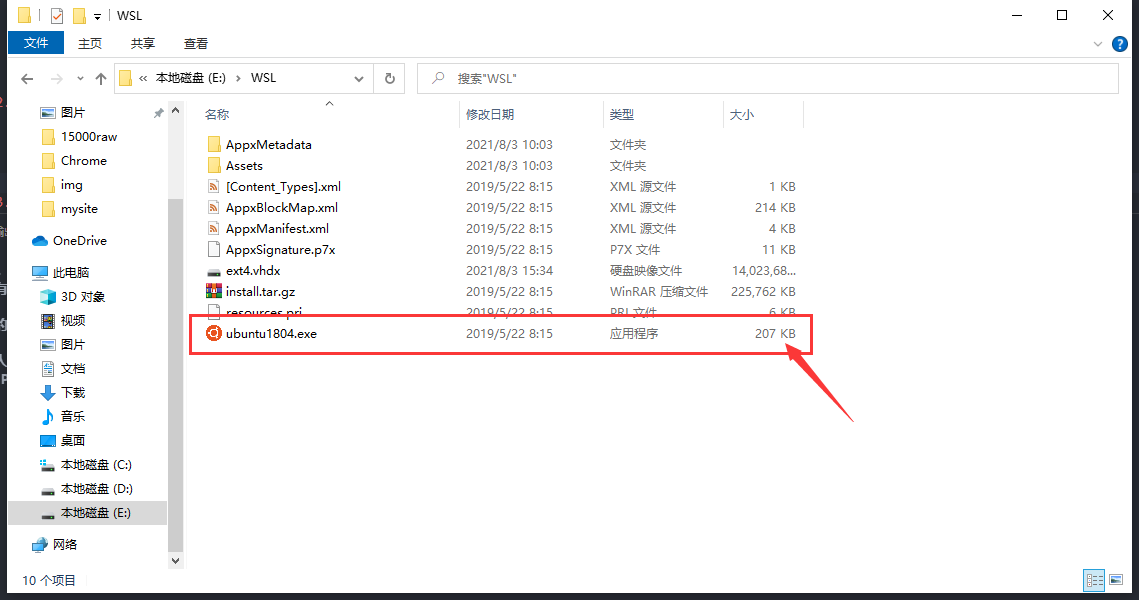 WSL
文件 主页 共享 查看
« 本地磁盘 (E:) › WSL 搜索"WSL"
名称 修改日期 类型 大小
图片
15000raw
Chrome
img
mysite
OneDrive
此电脑
3D 对象
视频
图片
文档
下载
音乐
桌面
本地磁盘 (C:)
本地磁盘 (D:)
本地磁盘 (E:)
网络
AppxMetadata 2021/8/3 10:03 文件夹
Assets 2021/8/3 10:03 文件夹
[Content_Types].xml 2019/5/22 8:15 XML 源文件 1 KB
AppxBlockMap.xml 2019/5/22 8:15 XML 源文件 214 KB
AppxManifest.xml 2019/5/22 8:15 XML 源文件 4 KB
AppxSignature.p7x 2019/5/22 8:15 P7X 文件 11 KB
ext4.vhdx 2021/8/3 15:34 硬盘映像文件 14,023,68...
install.tar.gz 2019/5/22 8:15 WinRAR 压缩文件 225,762 KB
resources.pri 2019/5/22 8:15 PRI 文件 6 KB
ubuntu1804.exe 2019/5/22 8:15 应用程序 207 KB
10 个项目